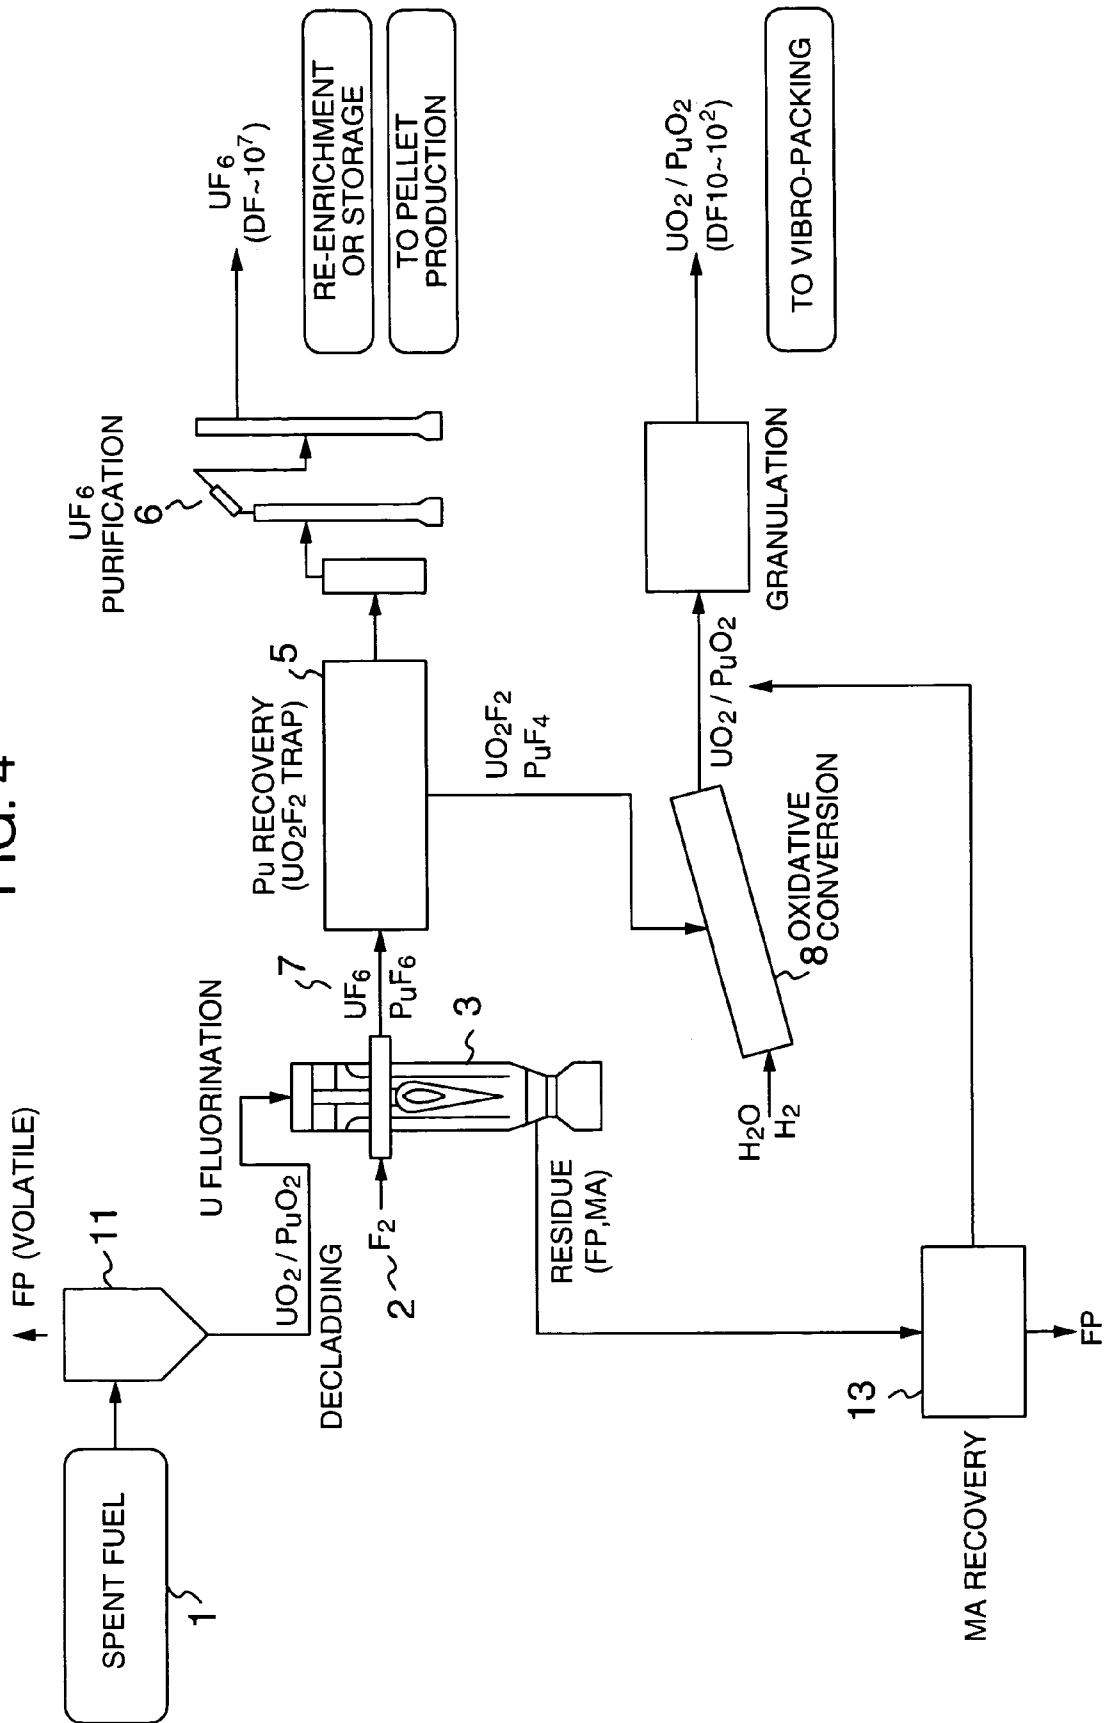 FIG. 4
SPENT FUEL
1
FP (VOLATILE)
11
UO2 / PuO2
DECLADDING
U FLUORINATION
2
F2
3
7
UF6
PuF6
RESIDUE
(FP,MA)
Pu RECOVERY
(UO2F2 TRAP)
5
UO2F2
PuF4
UF6
PURIFICATION
6
UF6
(DF~10^7)
RE-ENRICHMENT
OR STORAGE
TO PELLET
PRODUCTION
H2O
H2
8
OXIDATIVE
CONVERSION
UO2 / PuO2
GRANULATION
UO2 / PuO2
(DF10~10^2)
TO VIBRO-PACKING
MA RECOVERY
13
FP